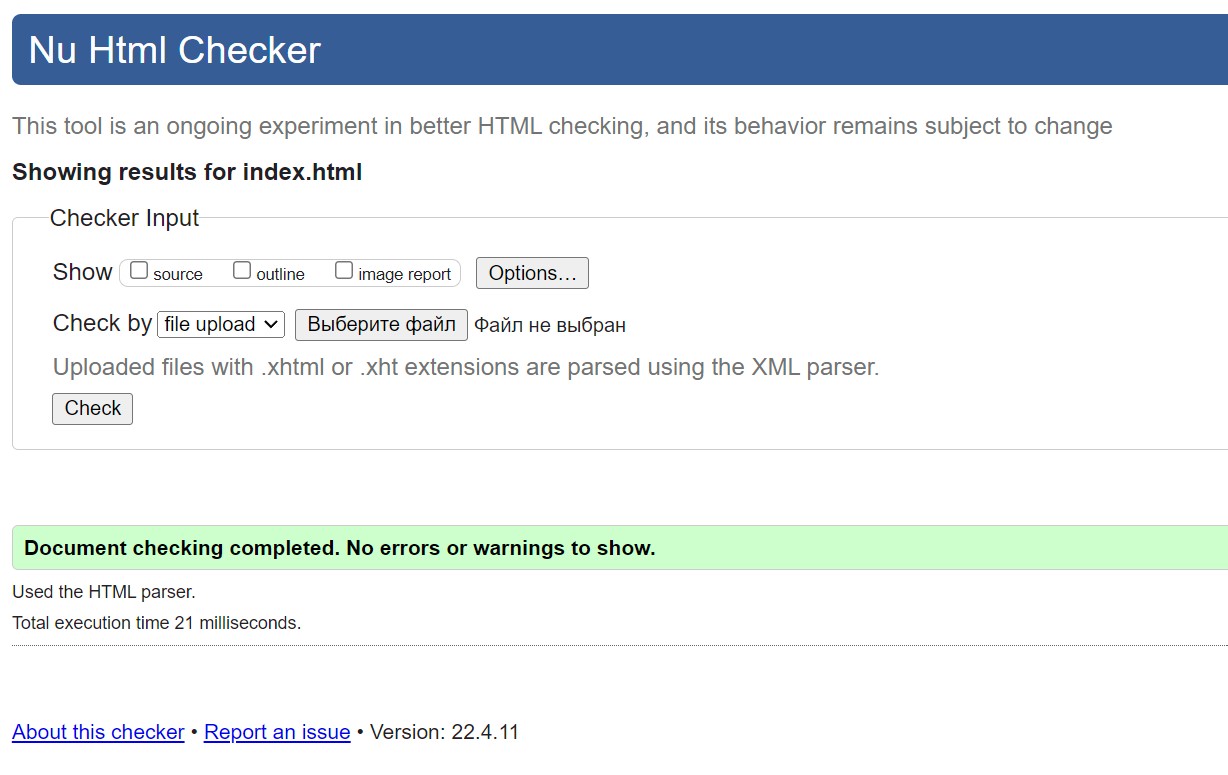 Nu Html Checker
This tool is an ongoing experiment in better HTML checking, and its behavior remains subject to change
Showing results for index.html
Checker Input
Show source outline image report Options...
Check by file upload Выберите файл Файл не выбран
Uploaded files with .xhtml or .xht extensions are parsed using the XML parser.
Check
Document checking completed. No errors or warnings to show.
Used the HTML parser.
Total execution time 21 milliseconds.
About this checker • Report an issue • Version: 22.4.11